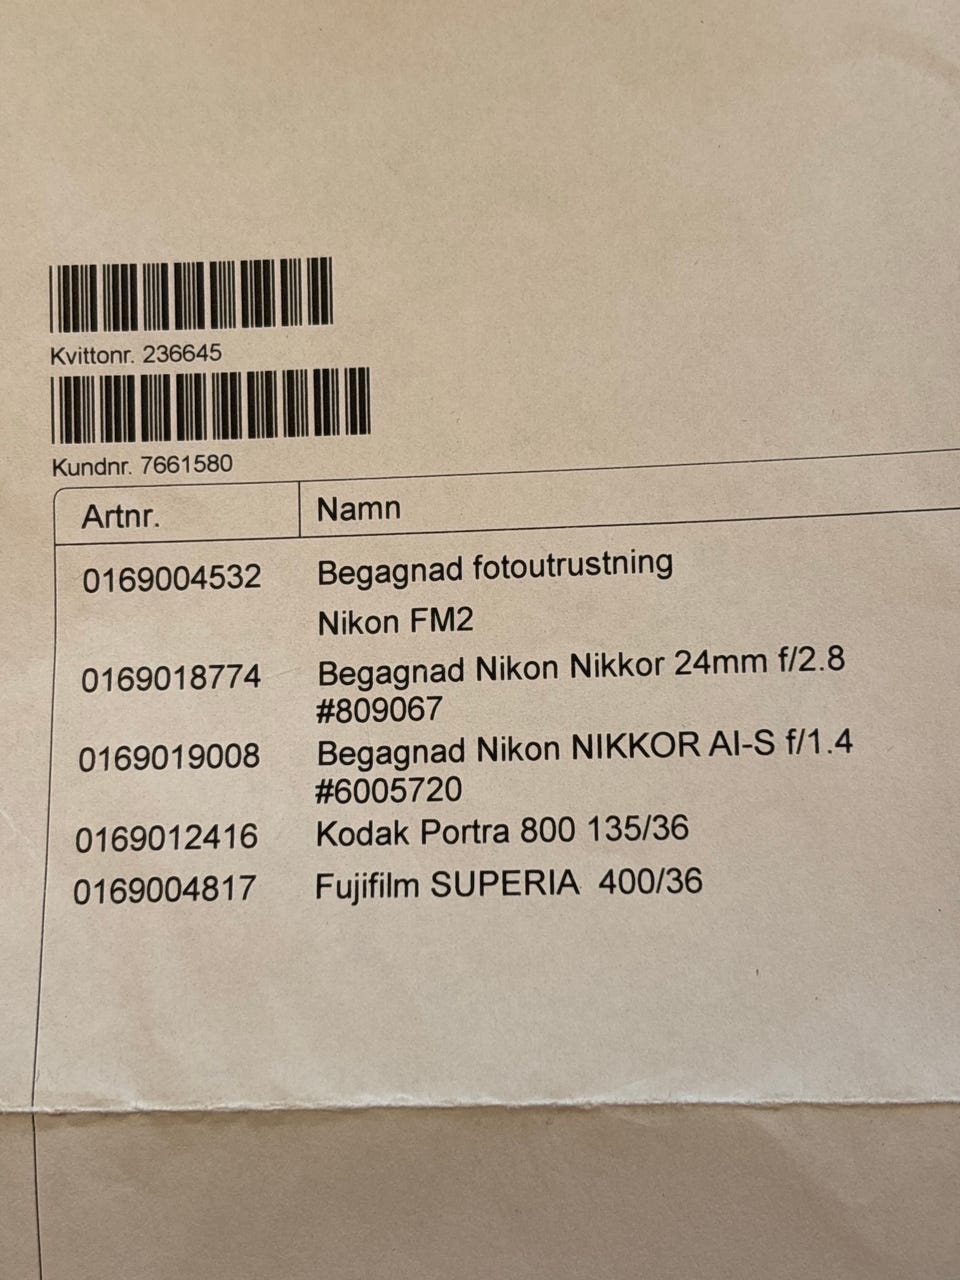 Kvittonr. 236645
Kundnr. 7661580
Artnr. Namn
0169004532 Begagnad fotoutrustning
Nikon FM2
0169018774 Begagnad Nikon Nikkor 24mm f/2.8
#809067
0169019008 Begagnad Nikon NIKKOR AI-S f/1.4
#6005720
0169012416 Kodak Portra 800 135/36
0169004817 Fujifilm SUPERIA 400/36